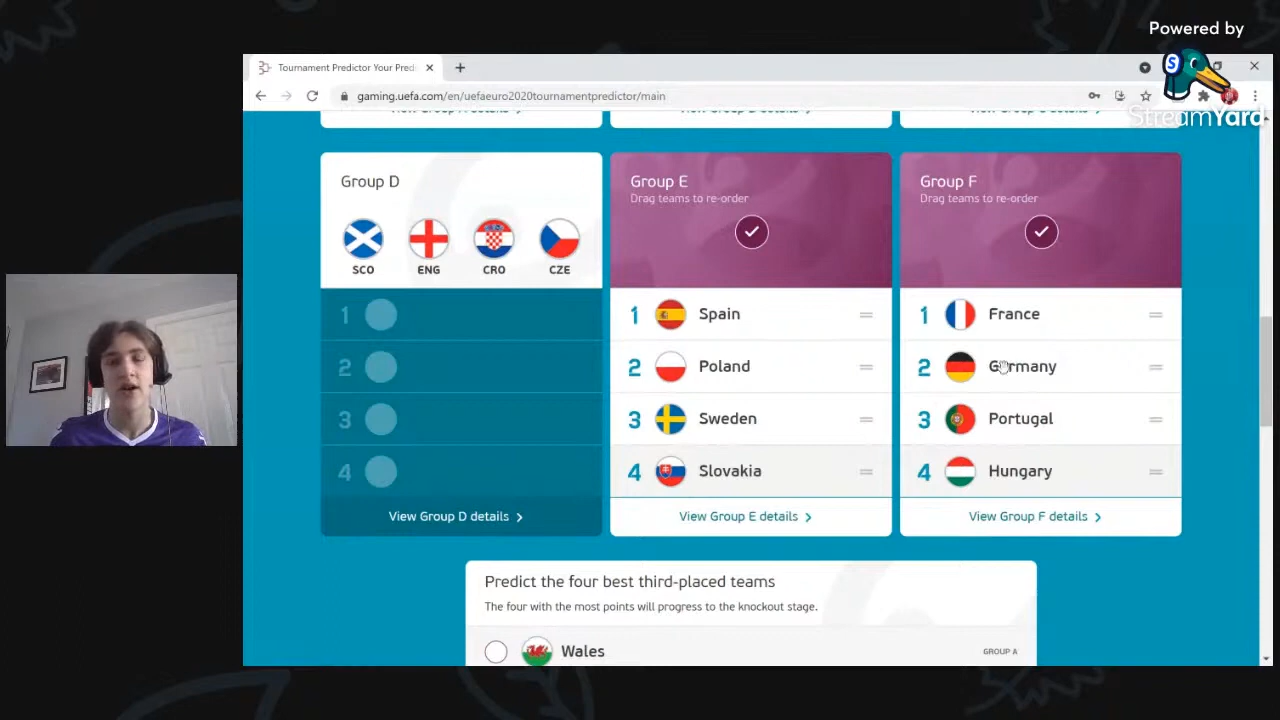 Powered by
StreamYard
S
Tournament Predictor Your Pred
gaming.uefa.com/en/uefaeuro2020tournamentpredictor/main
Group D
SCO ENG CRO CZE
1
2
3
4
View Group D details
Group E
Drag teams to re-order
1 Spain
2 Poland
3 Sweden
4 Slovakia
View Group E details
Group F
Drag teams to re-order
1 France
2 Germany
3 Portugal
4 Hungary
View Group F details
Predict the four best third-placed teams
The four with the most points will progress to the knockout stage.
Wales GROUP A